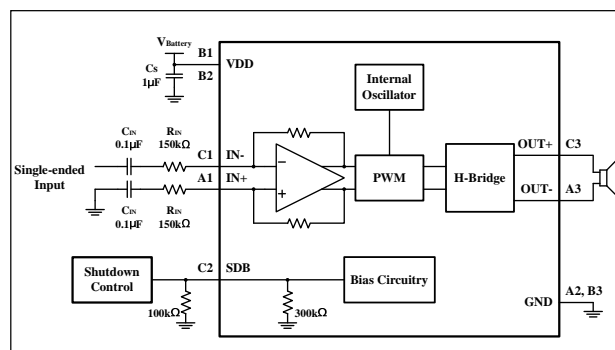 VBattery
B1
VDD
Cs
1µF
B2
Internal
Oscillator
CIN
0.1µF
RIN
150kΩ
C1
IN-
OUT+
C3
Single-ended
Input
−
+
PWM
H-Bridge
A1
IN+
OUT-
A3
CIN
0.1µF
RIN
150kΩ
Shutdown
Control
C2
SDB
Bias Circuitry
100kΩ
300kΩ
A2, B3
GND